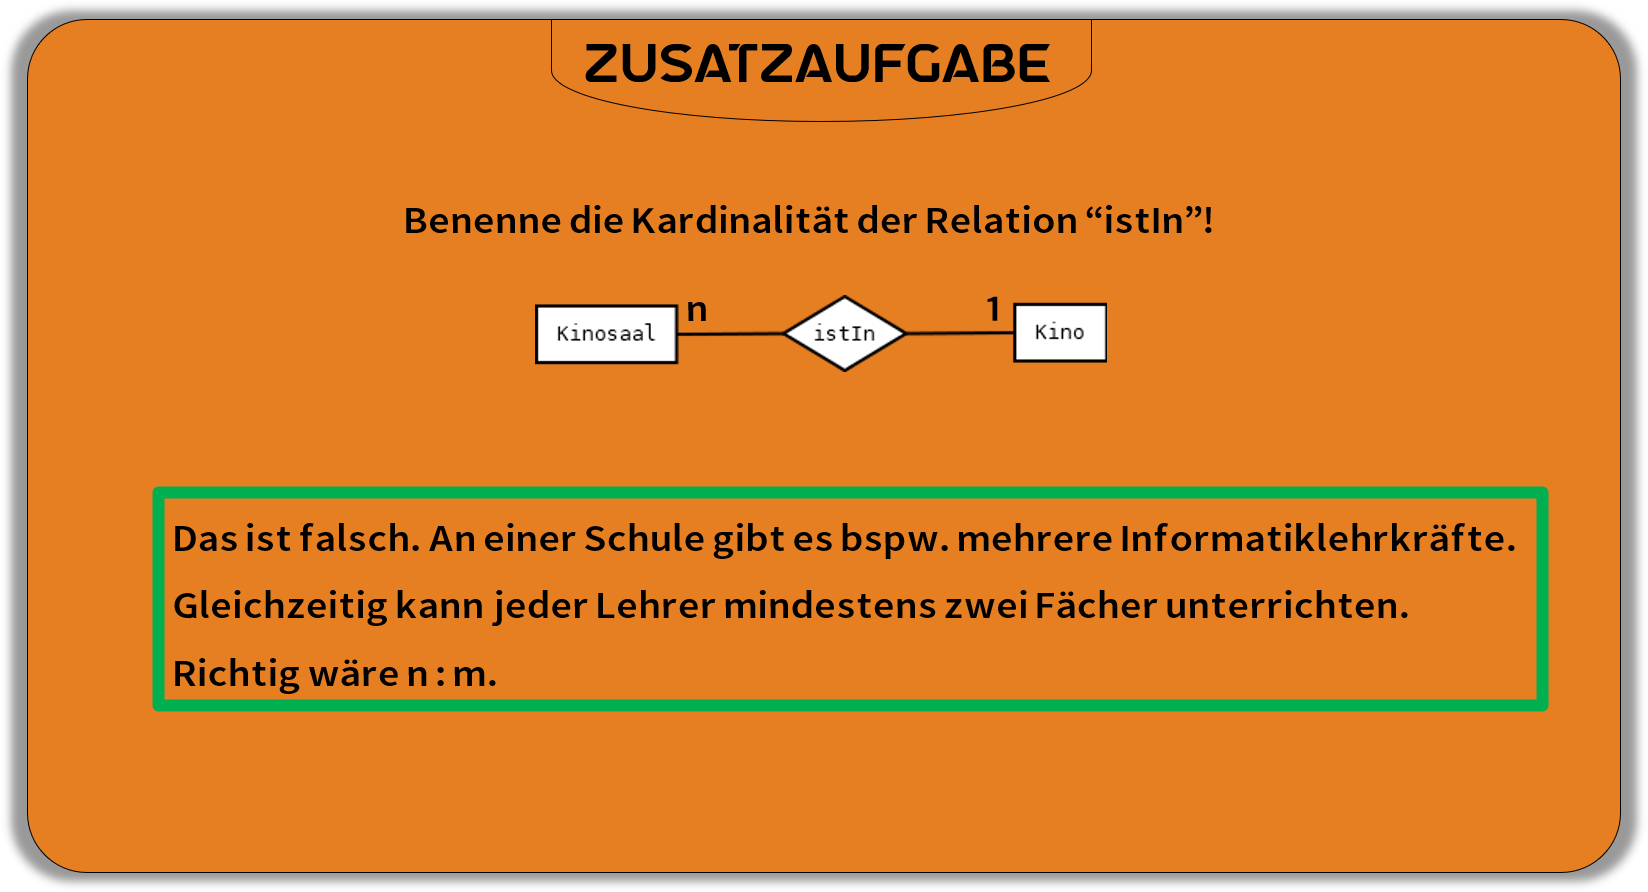 ZUSATZAUFGABE
Benenne die Kardinalität der Relation “istIn”!
n 1
Kinosaal istIn Kino
Das ist falsch. An einer Schule gibt es bspw. mehrere Informatiklehrkräfte.
Gleichzeitig kann jeder Lehrer mindestens zwei Fächer unterrichten.
Richtig wäre n : m.